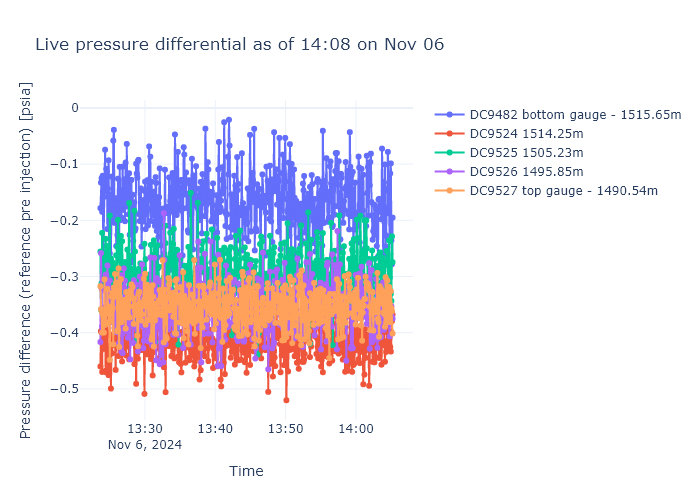 Live pressure differential as of 14:08 on Nov 06
Pressure difference (reference pre injection) [psia]
0
−0.1
−0.2
−0.3
−0.4
−0.5
13:30
13:40
13:50
14:00
Nov 6, 2024
Time
DC9482 bottom gauge - 1515.65m
DC9524 1514.25m
DC9525 1505.23m
DC9526 1495.85m
DC9527 top gauge - 1490.54m